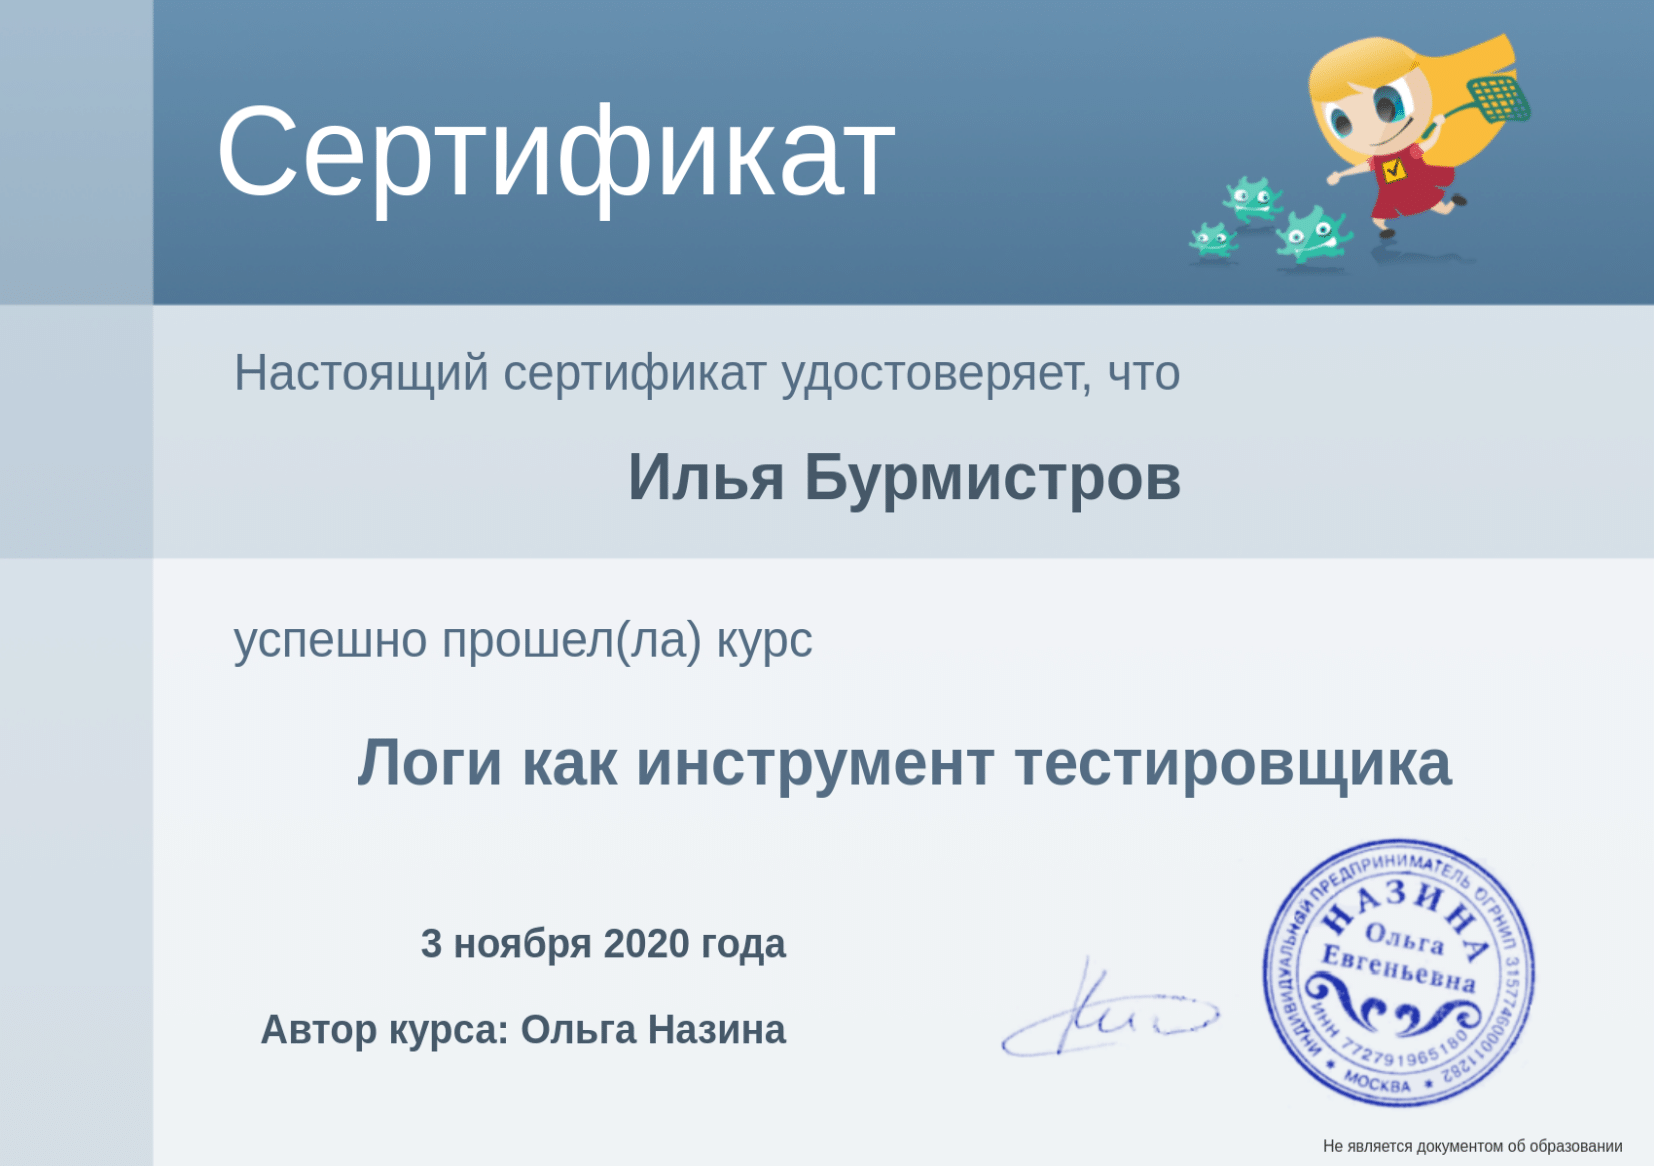 Сертификат
Настоящий сертификат удостоверяет, что
Илья Бурмистров
успешно прошел(ла) курс
Логи как инструмент тестировщика
3 ноября 2020 года
Автор курса: Ольга Назина
ИНДИВИДУАЛЬНЫЙ ПРЕДПРИНИМАТЕЛЬ ОГРНИП 315774600011282
НАЗИНА
Ольга
Евгеньевна
ИНН 772791965180
* МОСКВА *
Не является документом об образовании